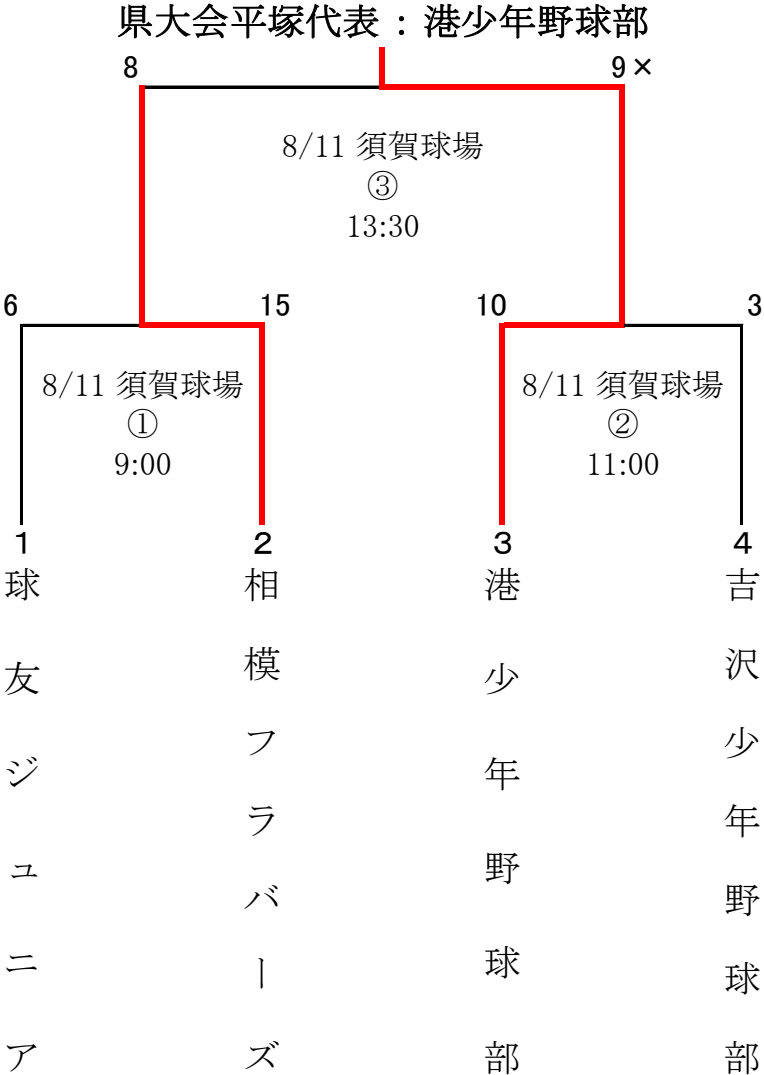 県大会平塚代表：港少年野球部
8
9×
8/11 須賀球場
③
13:30
6
15
10
3
8/11 須賀球場
①
9:00
8/11 須賀球場
②
11:00
1
2
3
4
球友ジュニア
相模フラバーズ
港少年野球部
吉沢少年野球部